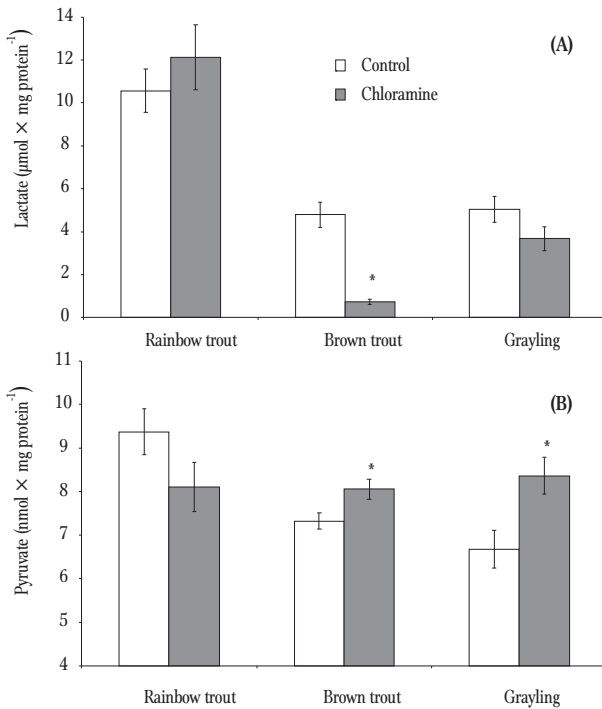 (A)
Control
Chloramine
Lactate (µmol × mg protein⁻¹)
14
12
10
8
6
4
2
0
*
Rainbow trout Brown trout Grayling
(B)
Pyruvate (nmol × mg protein⁻¹)
11
10
9
8
7
6
5
4
*
*
Rainbow trout Brown trout Grayling